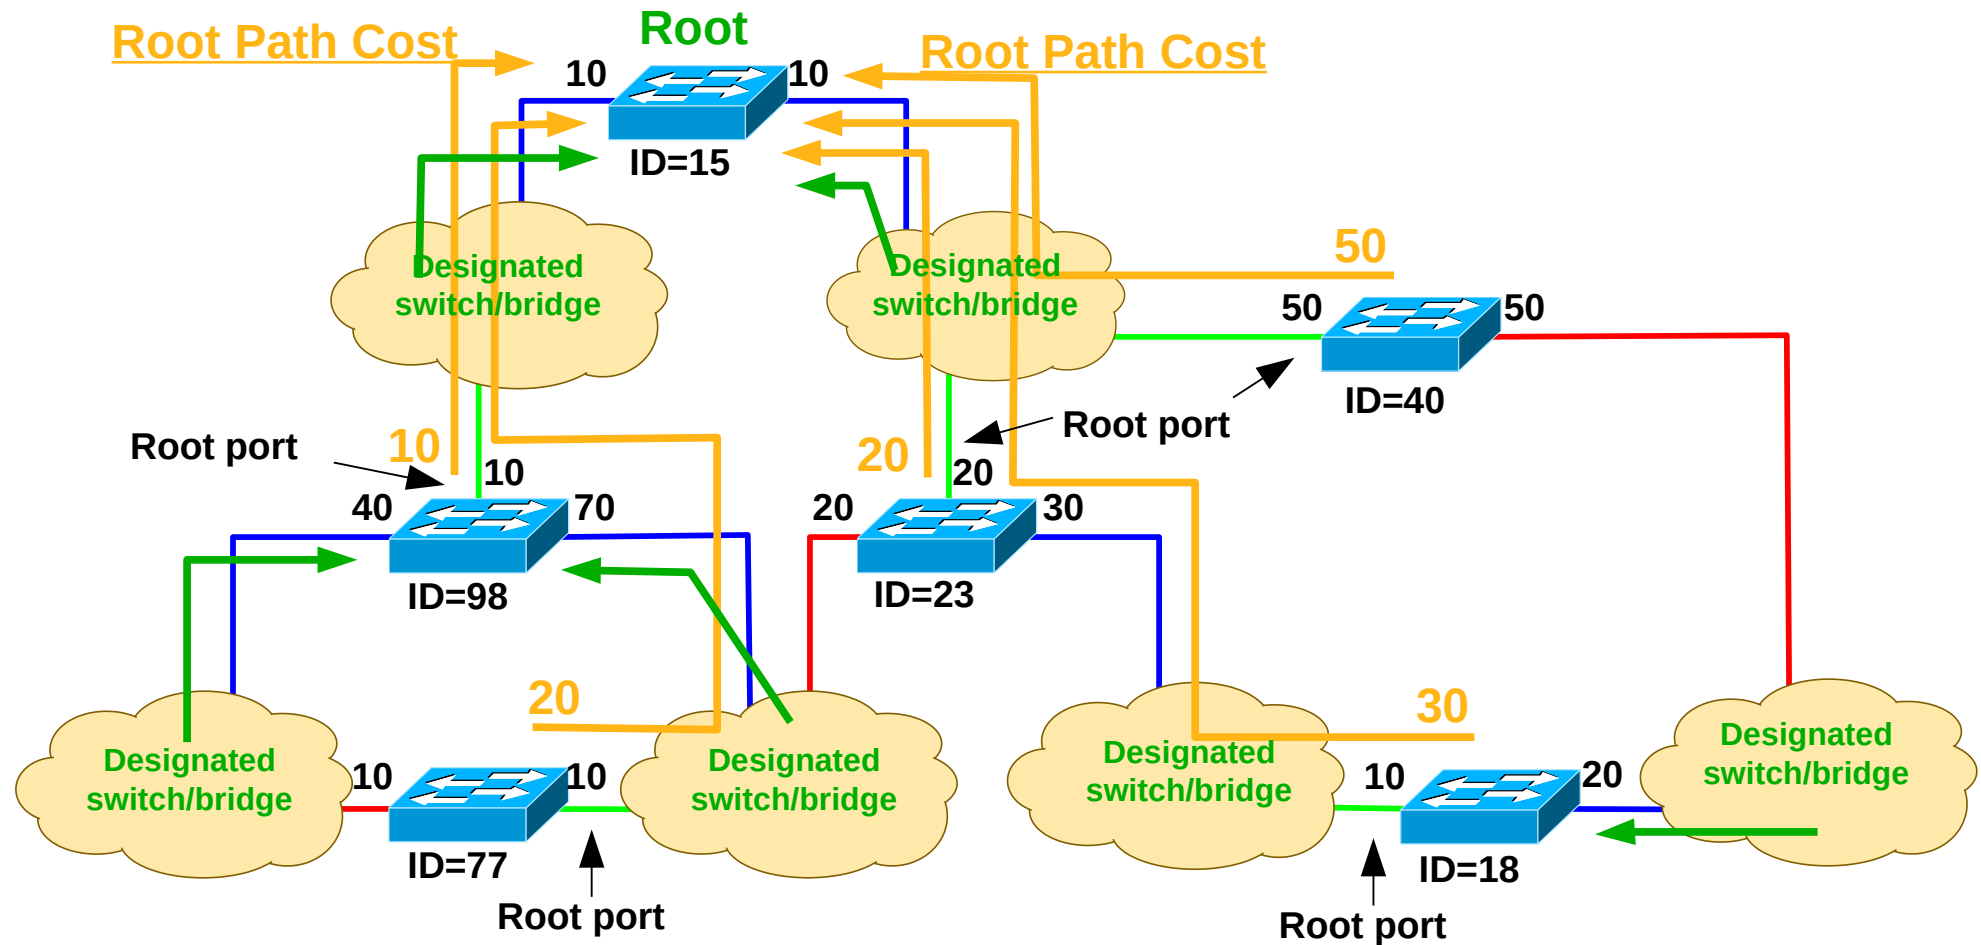 Root
Root Path Cost
Root Path Cost
10
10
ID=15
Designated
switch/bridge
Designated
switch/bridge
50
50
50
ID=40
Root port
Root port
10
10
40
70
ID=98
20
20
20
30
ID=23
20
30
Designated
switch/bridge
10
10
ID=77
Root port
Designated
switch/bridge
Designated
switch/bridge
10
20
ID=18
Root port
Designated
switch/bridge